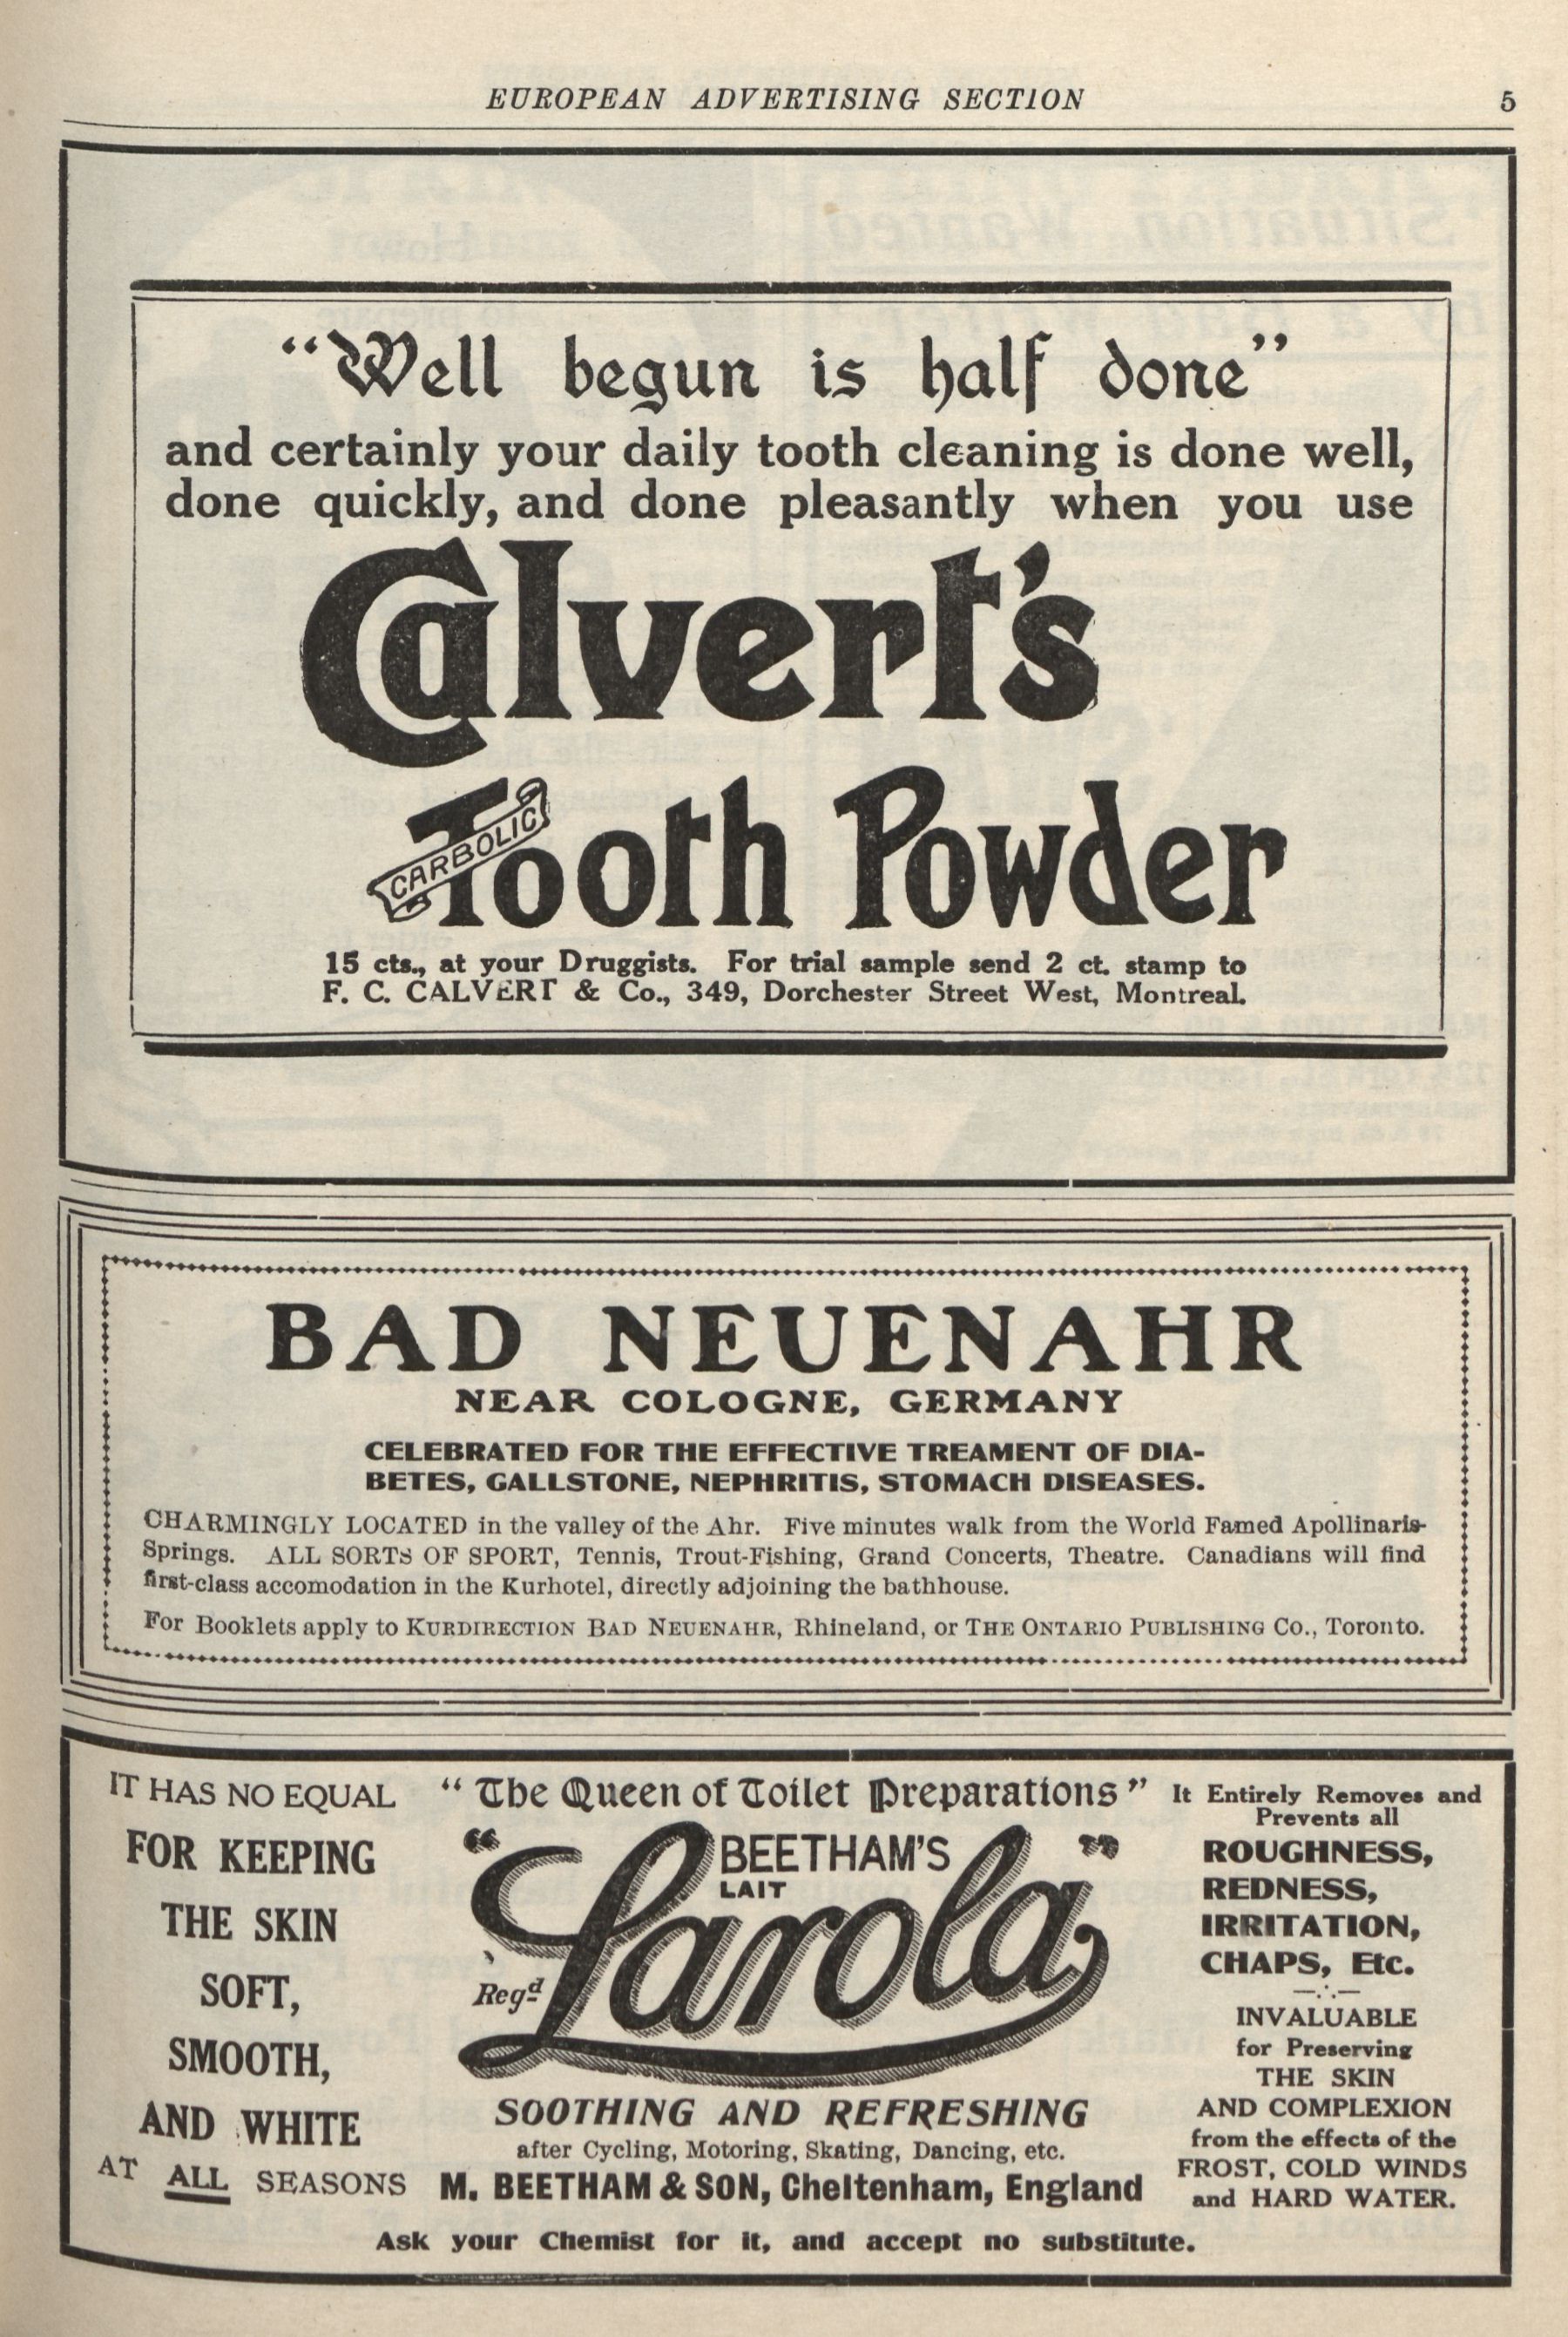 EUROPEAN ADVERTISING SECTION 5
"Well begun is half done"
and certainly your daily tooth cleaning is done well,
done quickly, and done pleasantly when you use
Calvert's
CARBOLIC
Tooth Powder
15 cts., at your Druggists. For trial sample send 2 ct. stamp to
F. C. CALVERT & Co., 349, Dorchester Street West, Montreal.
BAD NEUENAHR
NEAR COLOGNE, GERMANY
CELEBRATED FOR THE EFFECTIVE TREAMENT OF DIA-
BETES, GALLSTONE, NEPHRITIS, STOMACH DISEASES.
CHARMINGLY LOCATED in the valley of the Ahr. Five minutes walk from the World Famed Apollinaris-
Springs. ALL SORTS OF SPORT, Tennis, Trout-Fishing, Grand Concerts, Theatre. Canadians will find
first-class accomodation in the Kurhotel, directly adjoining the bathhouse.
For Booklets apply to KURDIRECTION BAD NEUENAHR, Rhineland, or THE ONTARIO PUBLISHING CO., Toronto.
IT HAS NO EQUAL
FOR KEEPING
THE SKIN
SOFT,
SMOOTH,
AND WHITE
AT ALL SEASONS
"The Queen of Toilet Preparations"
BEETHAM'S
LAIT
"Larola"
Regd
SOOTHING AND REFRESHING
after Cycling, Motoring, Skating, Dancing, etc.
M. BEETHAM & SON, Cheltenham, England
It Entirely Removes and
Prevents all
ROUGHNESS,
REDNESS,
IRRITATION,
CHAPS, Etc.
INVALUABLE
for Preserving
THE SKIN
AND COMPLEXION
from the effects of the
FROST, COLD WINDS
and HARD WATER.
Ask your Chemist for it, and accept no substitute.